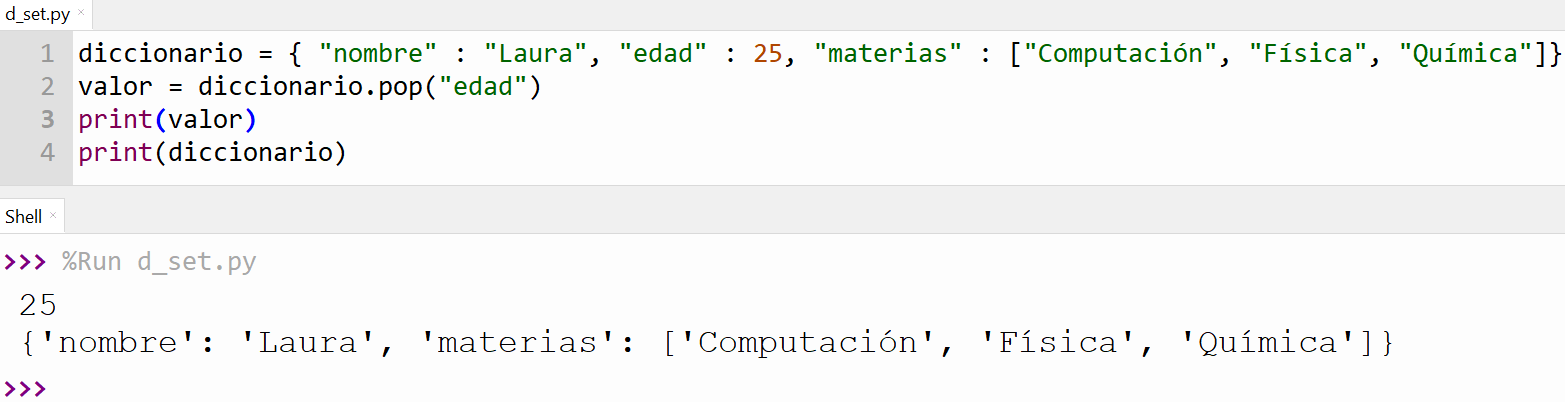 d_set.py ×
1 diccionario = { "nombre" : "Laura", "edad" : 25, "materias" : ["Computación", "Física", "Química"]}
2 valor = diccionario.pop("edad")
3 print(valor)
4 print(diccionario)
Shell ×
>>> %Run d_set.py
25
{'nombre': 'Laura', 'materias': ['Computación', 'Física', 'Química']}
>>>